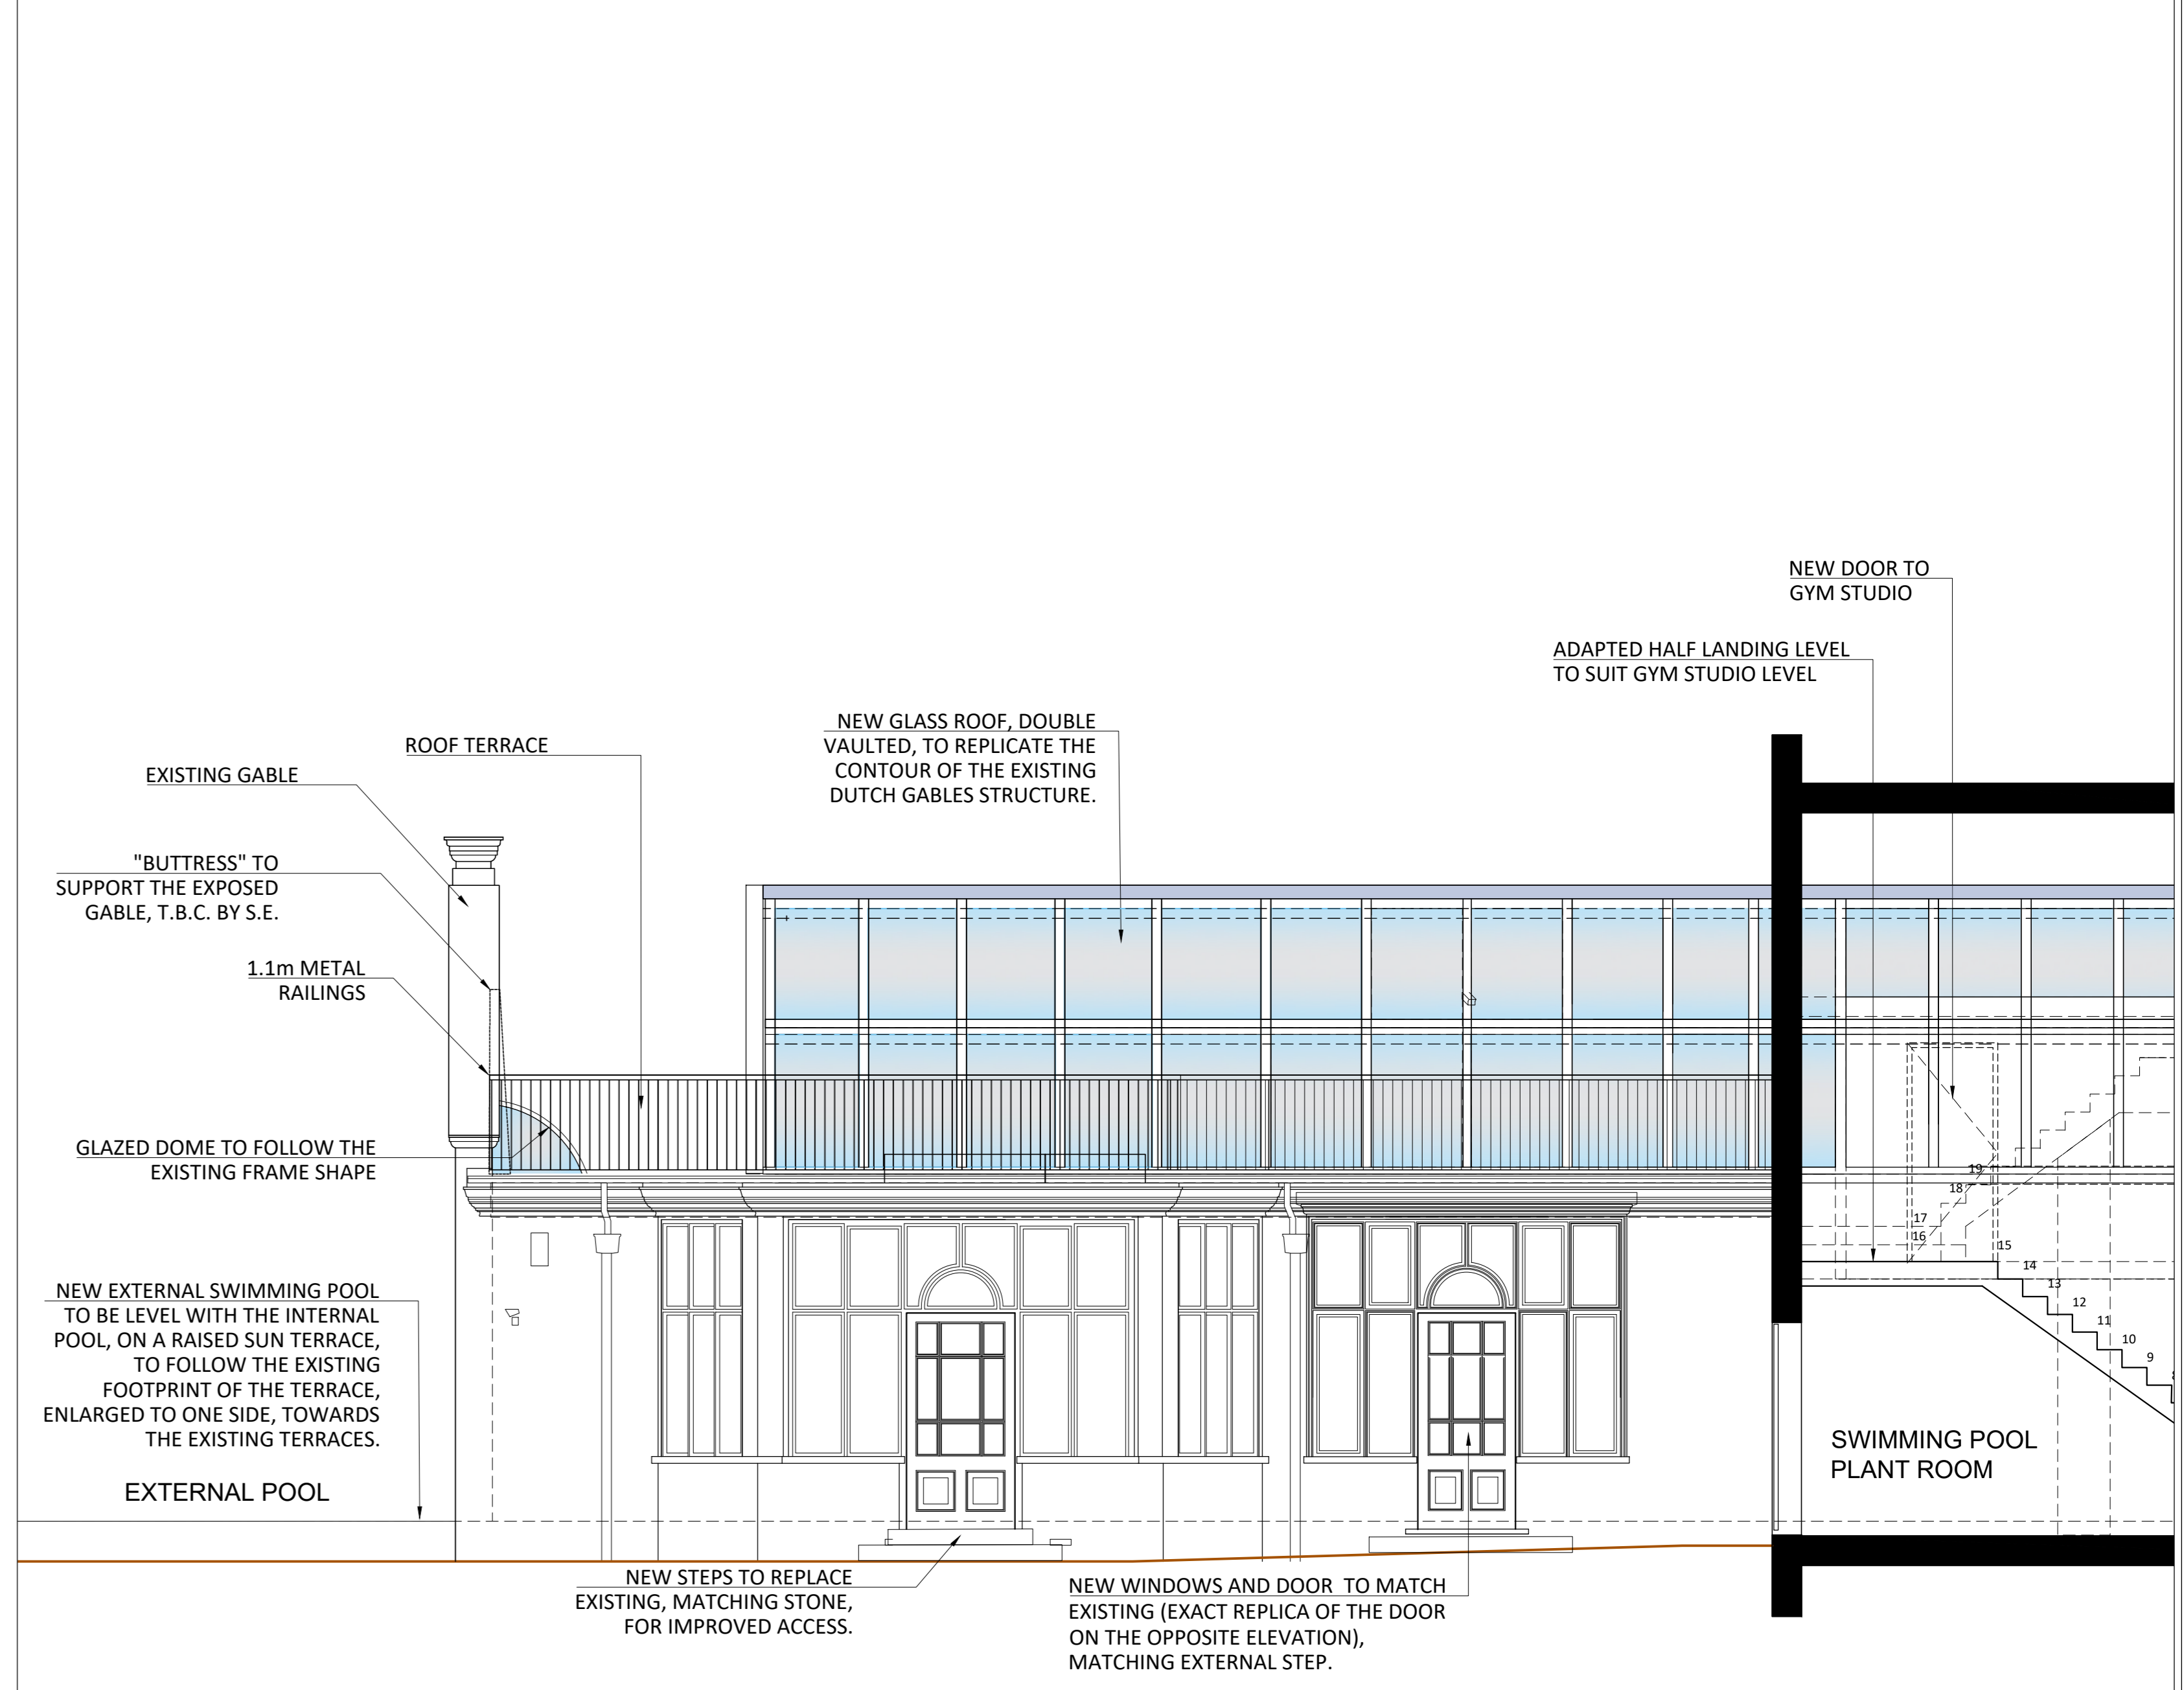 NEW DOOR TO
GYM STUDIO
ADAPTED HALF LANDING LEVEL
TO SUIT GYM STUDIO LEVEL
NEW GLASS ROOF, DOUBLE
VAULTED, TO REPLICATE THE
CONTOUR OF THE EXISTING
DUTCH GABLES STRUCTURE.
ROOF TERRACE
EXISTING GABLE
"BUTTRESS" TO
SUPPORT THE EXPOSED
GABLE, T.B.C. BY S.E.
1.1m METAL
RAILINGS
GLAZED DOME TO FOLLOW THE
EXISTING FRAME SHAPE
NEW EXTERNAL SWIMMING POOL
TO BE LEVEL WITH THE INTERNAL
POOL, ON A RAISED SUN TERRACE,
TO FOLLOW THE EXISTING
FOOTPRINT OF THE TERRACE,
ENLARGED TO ONE SIDE, TOWARDS
THE EXISTING TERRACES.
EXTERNAL POOL
19
18
17
16
15
14
13
12
11
10
9
SWIMMING POOL
PLANT ROOM
NEW STEPS TO REPLACE
EXISTING, MATCHING STONE,
FOR IMPROVED ACCESS.
NEW WINDOWS AND DOOR TO MATCH
EXISTING (EXACT REPLICA OF THE DOOR
ON THE OPPOSITE ELEVATION),
MATCHING EXTERNAL STEP.